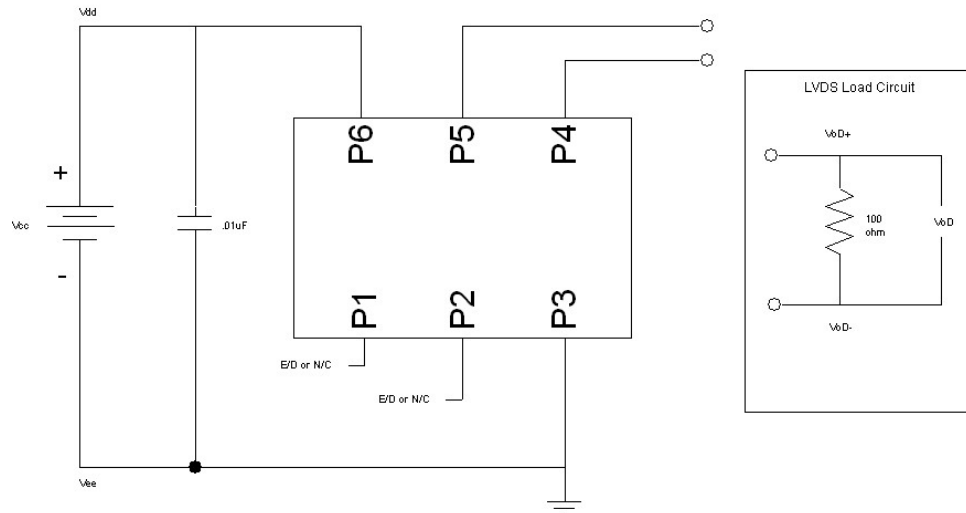 Vdd
LVDS Load Circuit
P6
P5
P4
VoD+
+
Vcc
.01uF
100
ohm
VoD
-
P1
P2
P3
VoD-
E/D or N/C
E/D or N/C
Vee